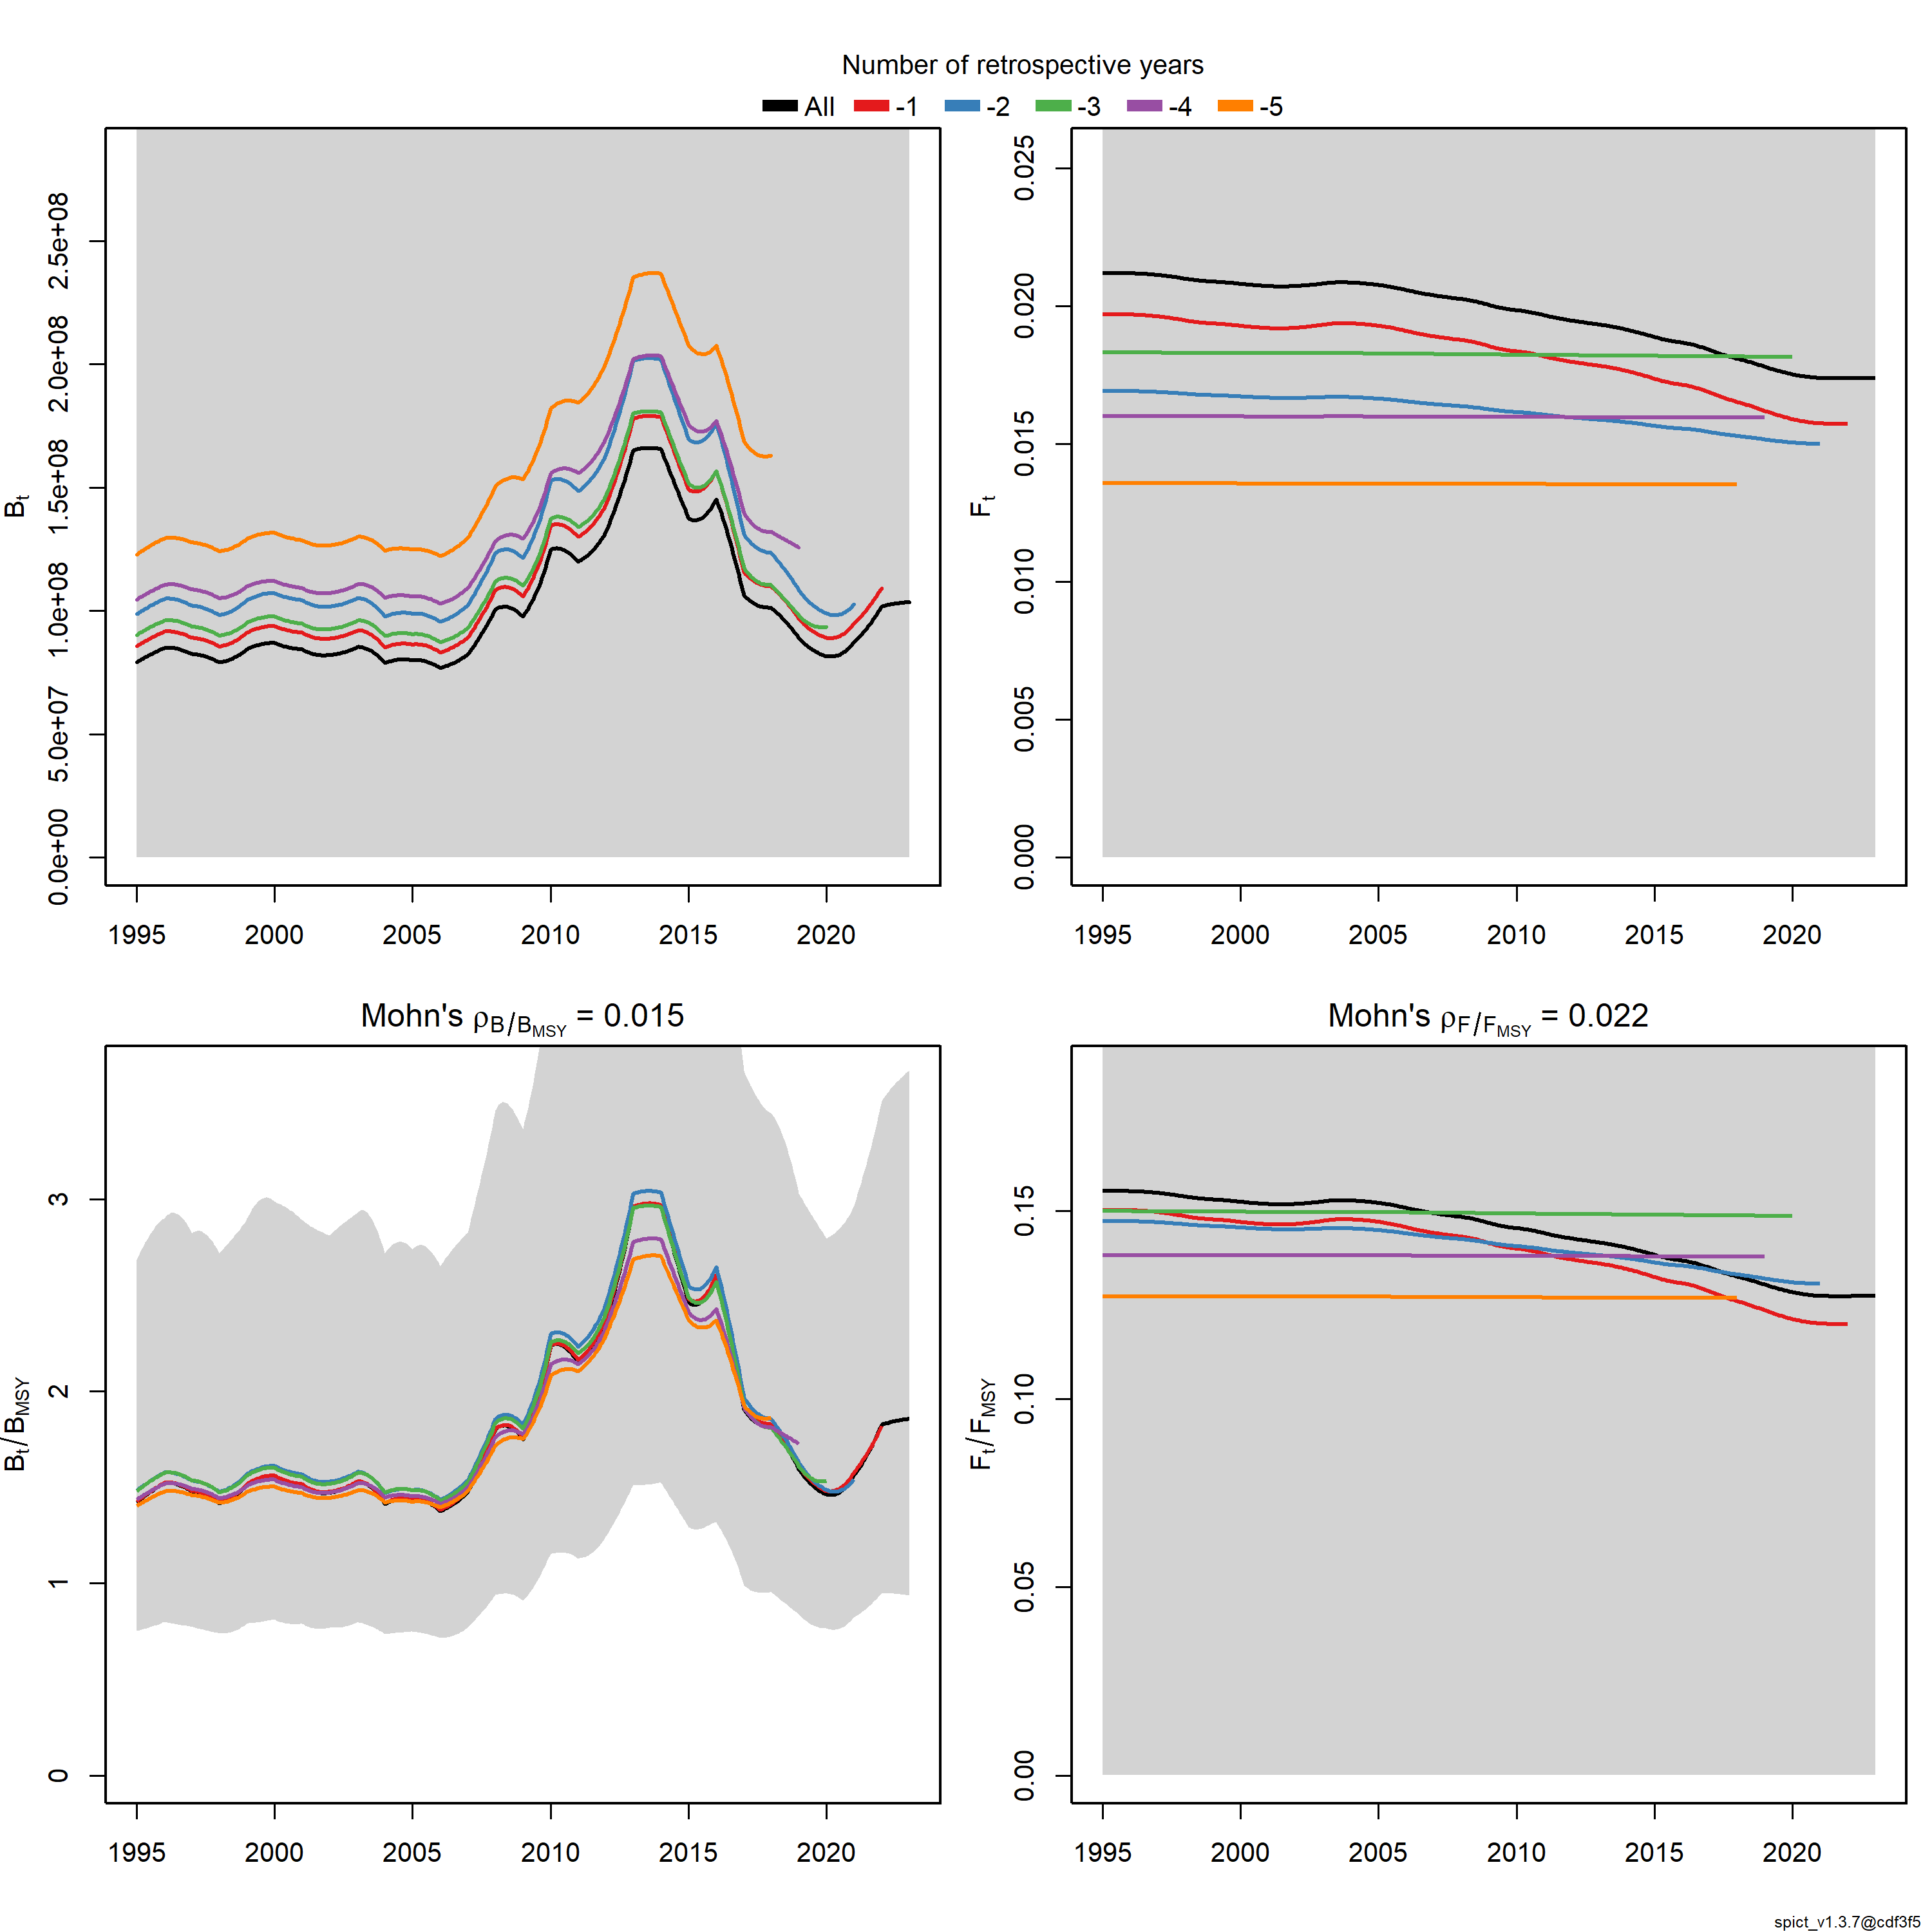 Number of retrospective years
All -1 -2 -3 -4 -5
Bt
0.0e+00 5.0e+07 1.0e+08 1.5e+08 2.0e+08 2.5e+08
1995 2000 2005 2010 2015 2020
Ft
0.000 0.005 0.010 0.015 0.020 0.025
1995 2000 2005 2010 2015 2020
Mohn's ρB/BMSY = 0.015
Bt/BMSY
0 1 2 3
1995 2000 2005 2010 2015 2020
Mohn's ρF/FMSY = 0.022
Ft/FMSY
0.00 0.05 0.10 0.15
1995 2000 2005 2010 2015 2020
spict_v1.3.7@cdf3f5